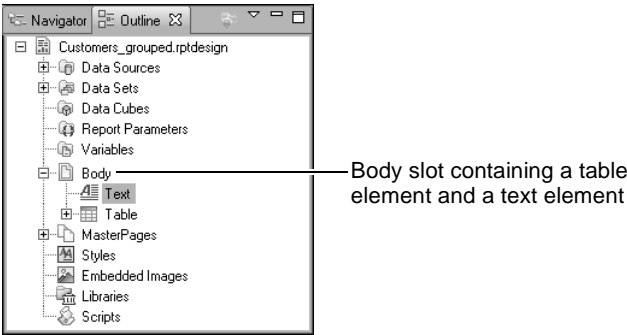 Navigator Outline
Customers_grouped.rptdesign
Data Sources
Data Sets
Data Cubes
Report Parameters
Variables
Body
Text
Table
MasterPages
Styles
Embedded Images
Libraries
Scripts
Body slot containing a table
element and a text element